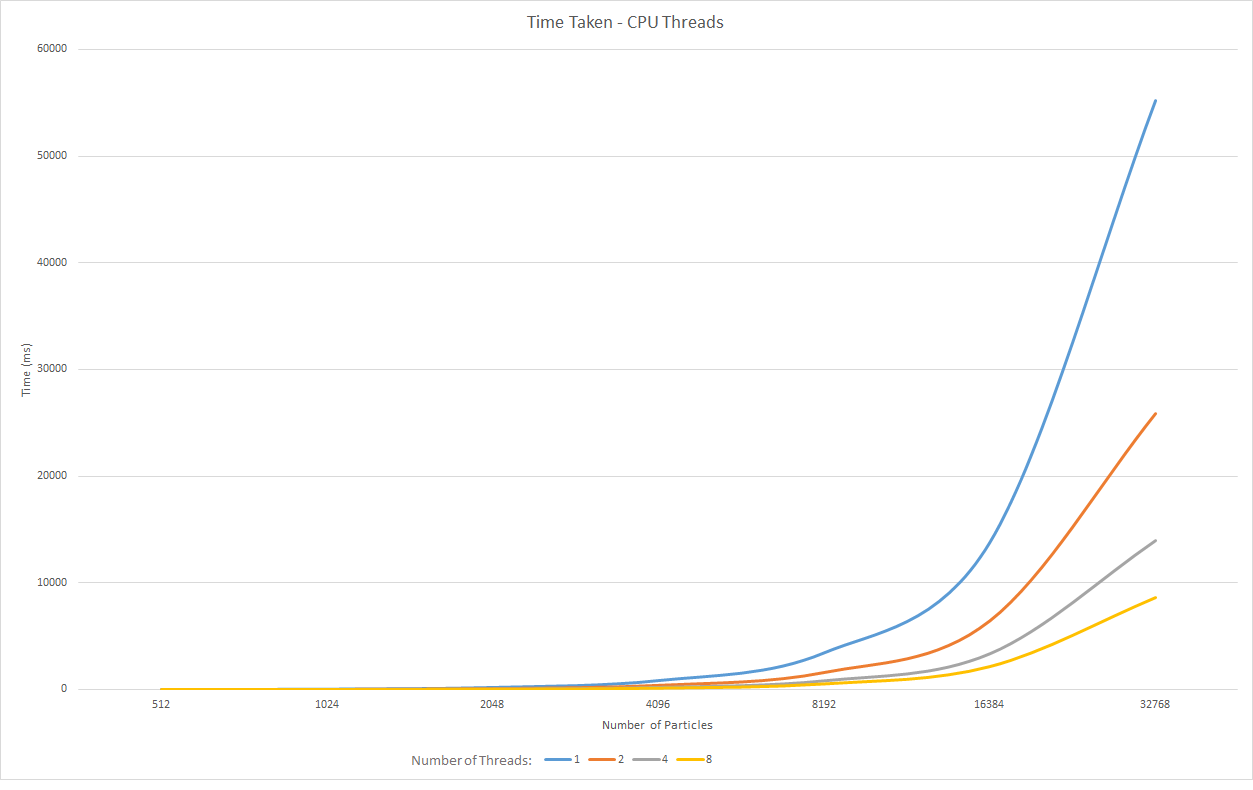 Time Taken - CPU Threads
60000
50000
40000
30000
20000
10000
0
Time (ms)
512 1024 2048 4096 8192 16384 32768
Number of Particles
Number of Threads: 1 2 4 8